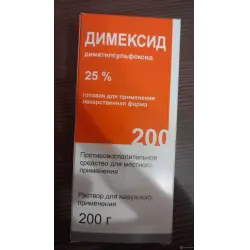 ДИМЕКСИД
диметилсульфоксид
25 %
готовая для применения
лекарственная форма
200
Противовоспалительное
средство для местного
применения
Раствор для наружного
применения
200 г